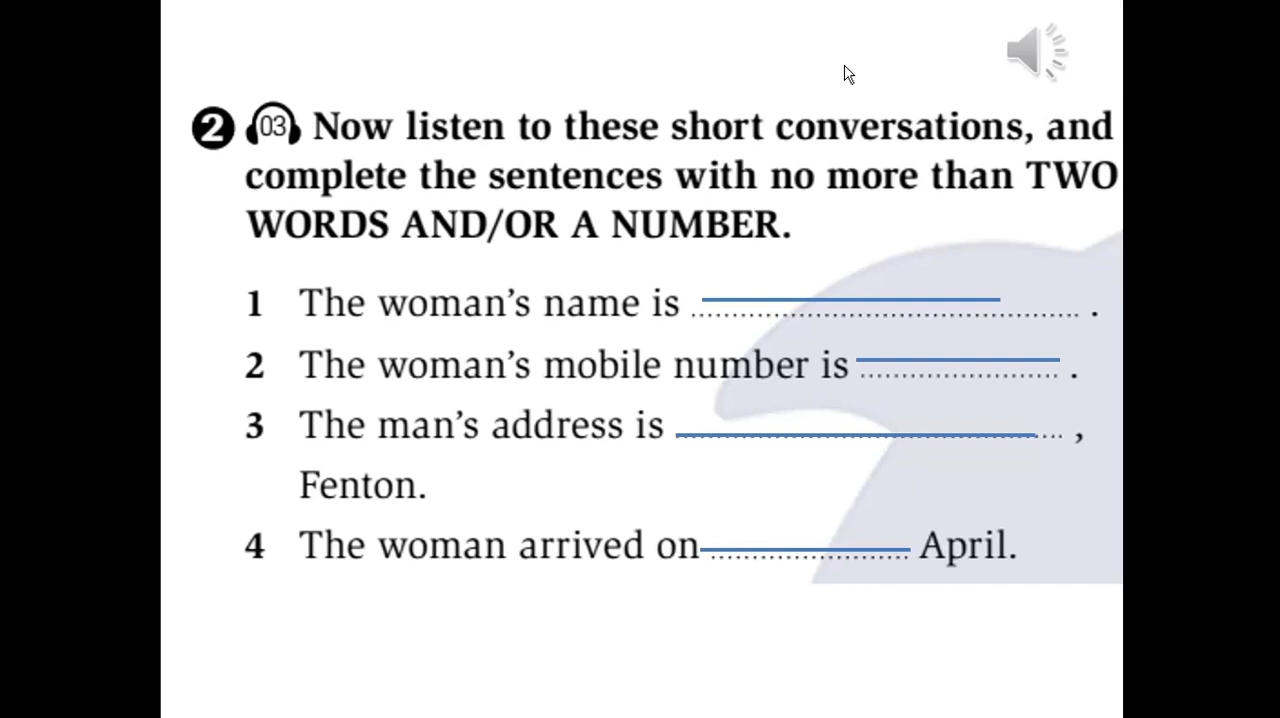 2 03 Now listen to these short conversations, and
complete the sentences with no more than TWO
WORDS AND/OR A NUMBER.
1 The woman's name is ........................................ .
2 The woman's mobile number is ........................ .
3 The man's address is ........................................ ,
Fenton.
4 The woman arrived on ........................ April.